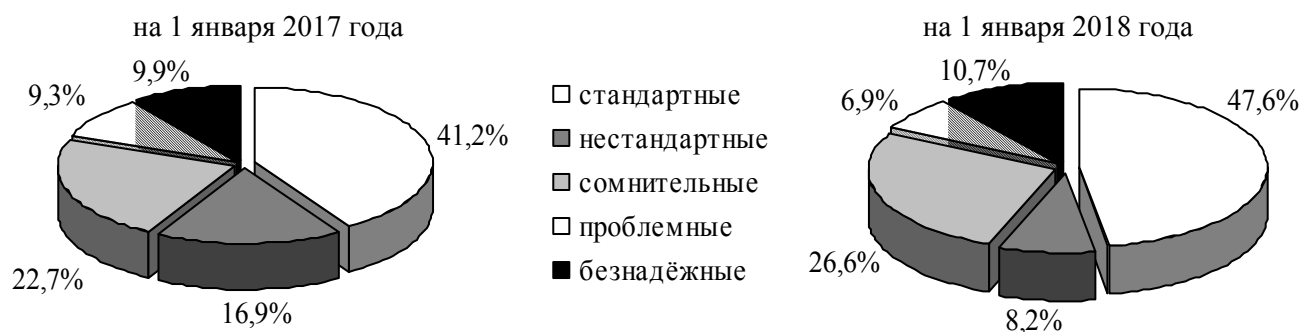 на 1 января 2017 года
9,9%
9,3%
41,2%
22,7%
16,9%
стандартные
нестандартные
сомнительные
проблемные
безнадёжные
на 1 января 2018 года
10,7%
6,9%
47,6%
26,6%
8,2%